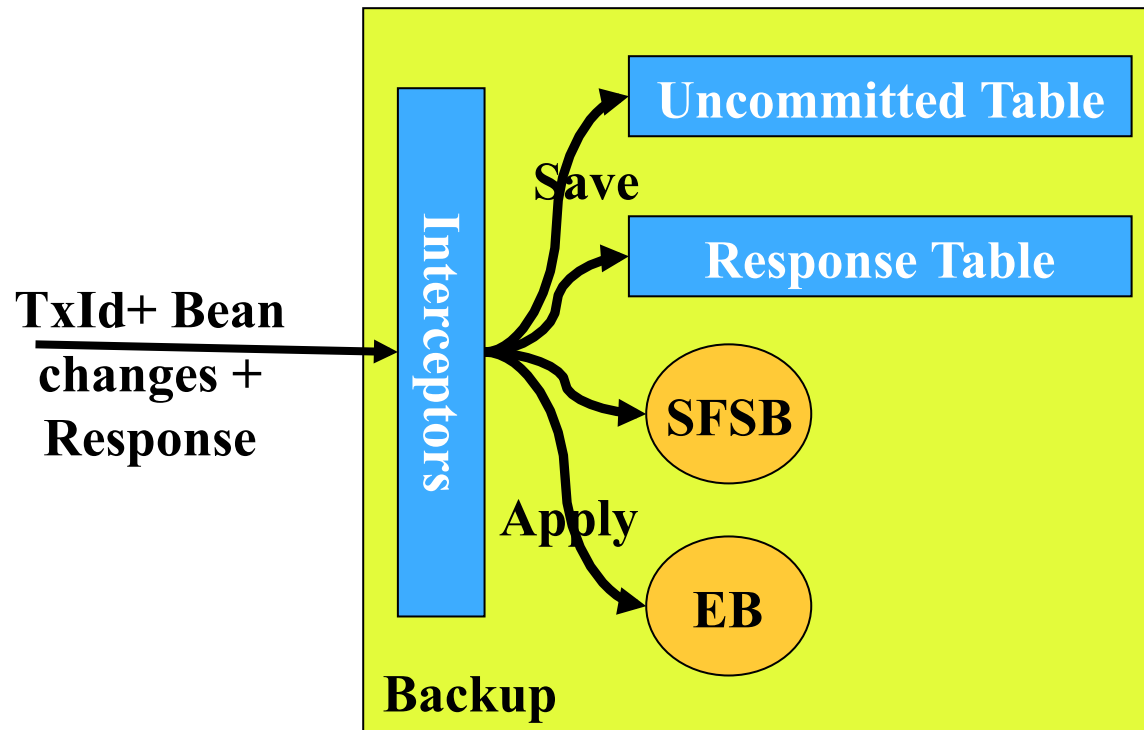 TxId+ Bean
changes +
Response
Interceptors
Save
Apply
Uncommitted Table
Response Table
SFSB
EB
Backup